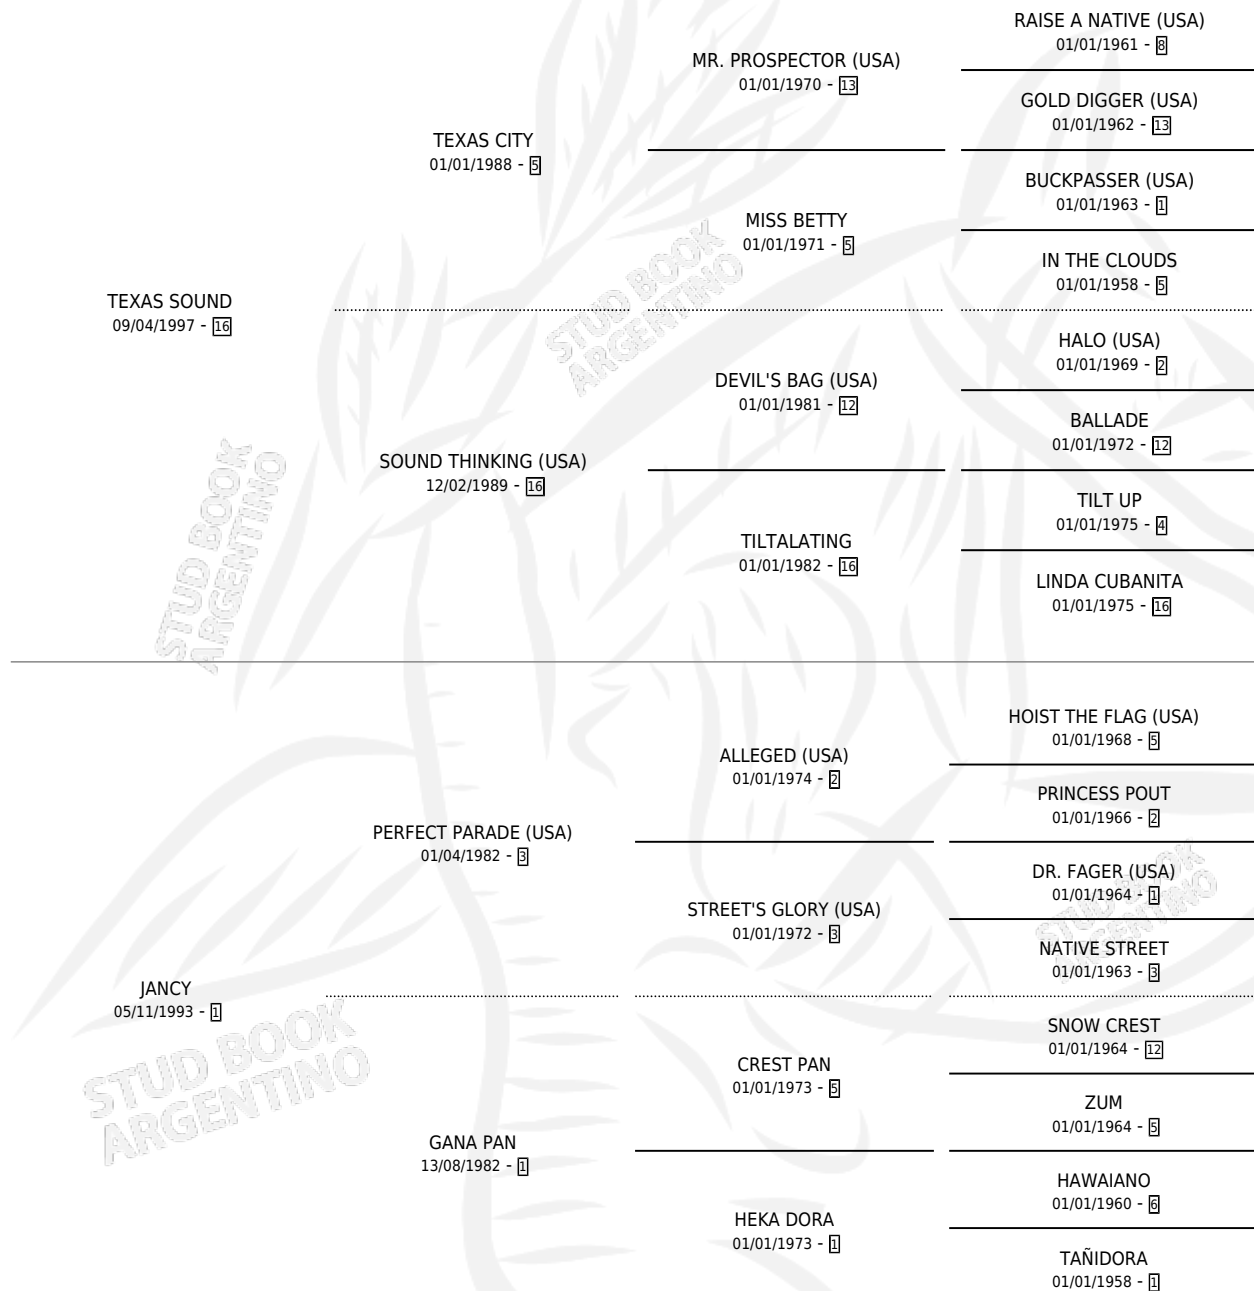 RAISE A NATIVE (USA)
01/01/1961 - 8
MR. PROSPECTOR (USA)
01/01/1970 - 13
GOLD DIGGER (USA)
01/01/1962 - 13
TEXAS CITY
01/01/1988 - 5
BUCKPASSER (USA)
01/01/1963 - 1
MISS BETTY
01/01/1971 - 5
IN THE CLOUDS
01/01/1958 - 5
TEXAS SOUND
09/04/1997 - 16
HALO (USA)
01/01/1969 - 2
DEVIL'S BAG (USA)
01/01/1981 - 12
BALLADE
01/01/1972 - 12
SOUND THINKING (USA)
12/02/1989 - 16
TILT UP
01/01/1975 - 4
TILTALATING
01/01/1982 - 16
LINDA CUBANITA
01/01/1975 - 16
HOIST THE FLAG (USA)
01/01/1968 - 5
ALLEGED (USA)
01/01/1974 - 2
PRINCESS POUT
01/01/1966 - 2
PERFECT PARADE (USA)
01/04/1982 - 3
DR. FAGER (USA)
01/01/1964 - 1
STREET'S GLORY (USA)
01/01/1972 - 3
NATIVE STREET
01/01/1963 - 3
JANCY
05/11/1993 - 1
SNOW CREST
01/01/1964 - 12
CREST PAN
01/01/1973 - 5
ZUM
01/01/1964 - 5
GANA PAN
13/08/1982 - 1
HAWAIANO
01/01/1960 - 6
HEKA DORA
01/01/1973 - 1
TAÑIDORA
01/01/1958 - 1
STUD BOOK
ARGENTINO
STUD BOOK
ARGENTINO
STUD BOOK
ARGENTINO
STUD BOOK
ARGENTINO